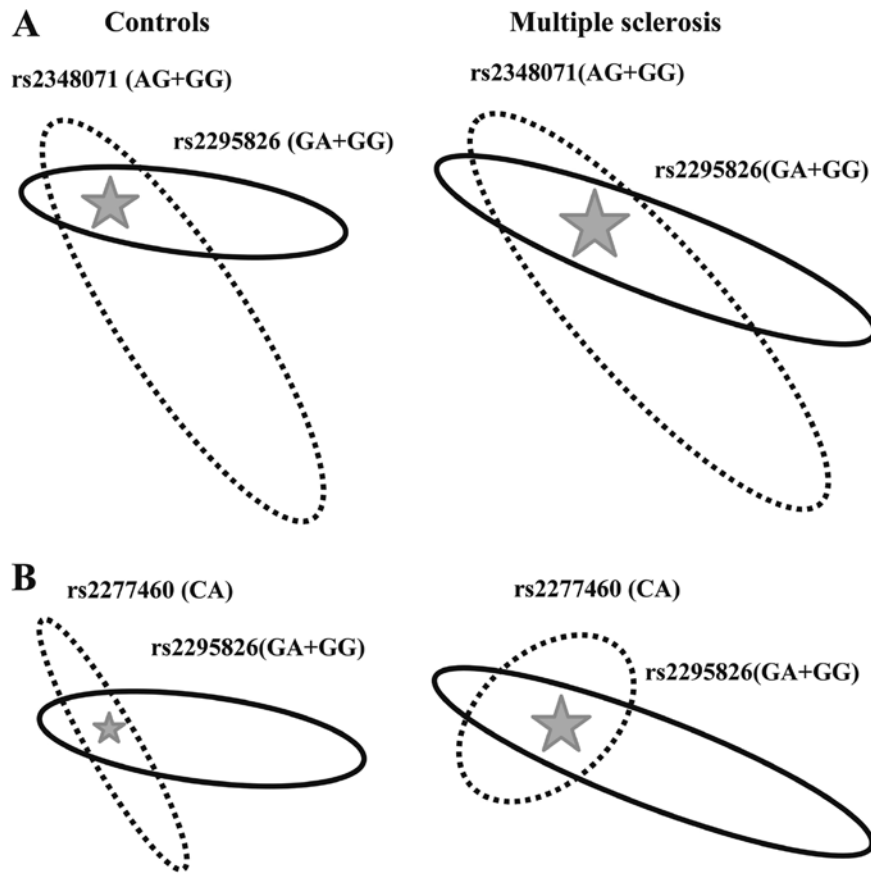 A
Controls
Multiple sclerosis
rs2348071 (AG+GG)
rs2348071(AG+GG)
rs2295826 (GA+GG)
rs2295826(GA+GG)
B
rs2277460 (CA)
rs2277460 (CA)
rs2295826(GA+GG)
rs2295826(GA+GG)